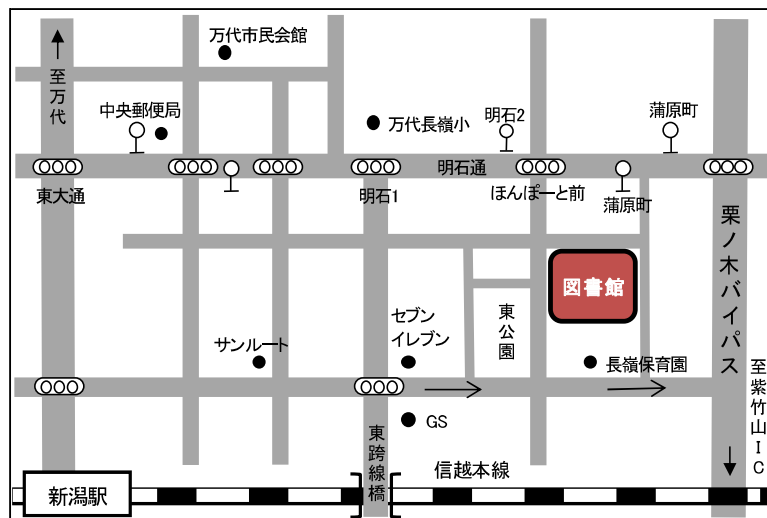 万代市民会館
至万代
中央郵便局
万代長嶺小
明石2
蒲原町
明石通
東大通
明石1
ほんぽーと前
蒲原町
栗ノ木バイパス
図書館
セブン
イレブン
東公園
サンルート
長嶺保育園
至紫竹山IC
GS
東跨線橋
信越本線
新潟駅